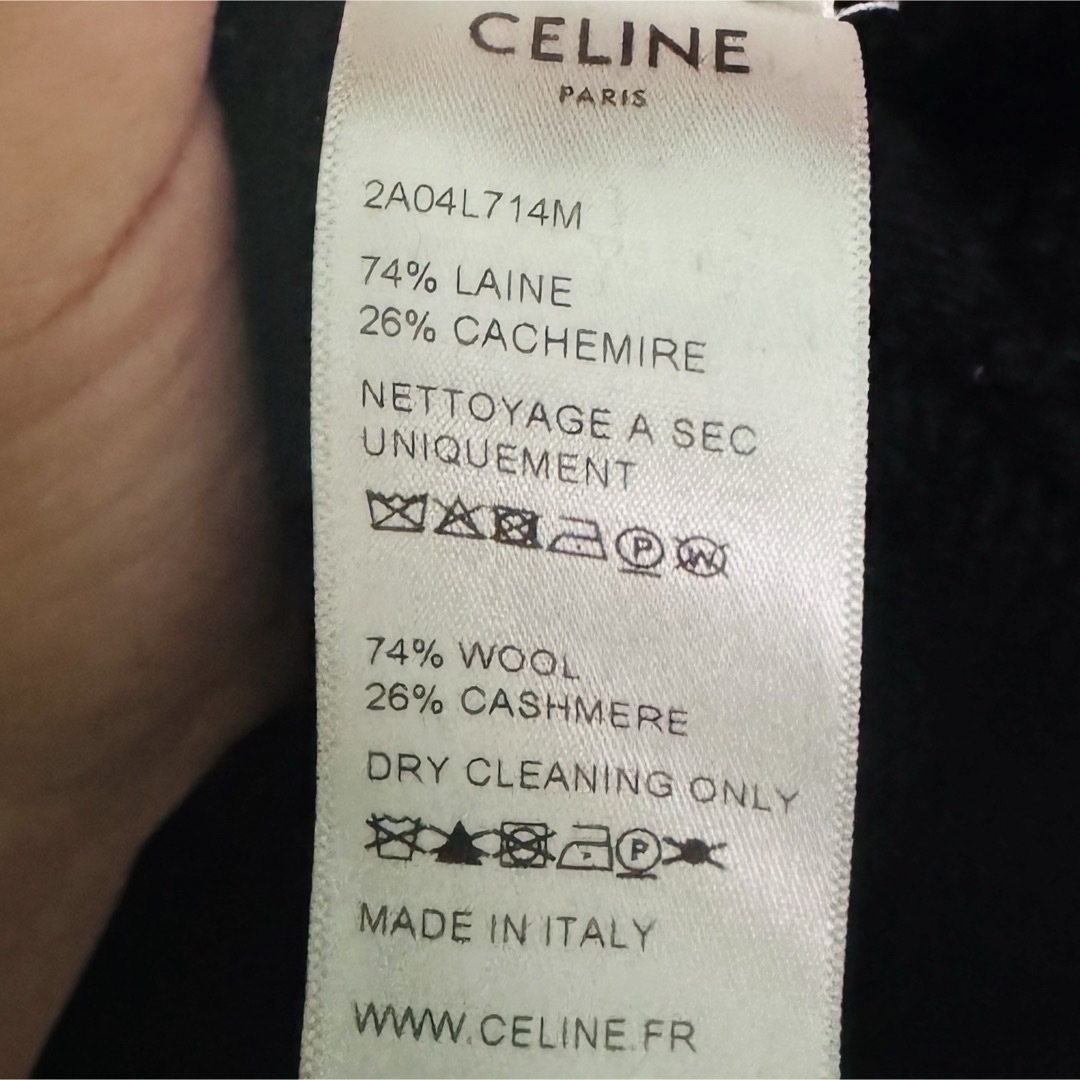 CELINE
PARIS
2A04L714M
74% LAINE
26% CACHEMIRE
NETTOYAGE A SEC
UNIQUEMENT
P W
74% WOOL
26% CASHMERE
DRY CLEANING ONLY
P
MADE IN ITALY
WWW.CELINE.FR